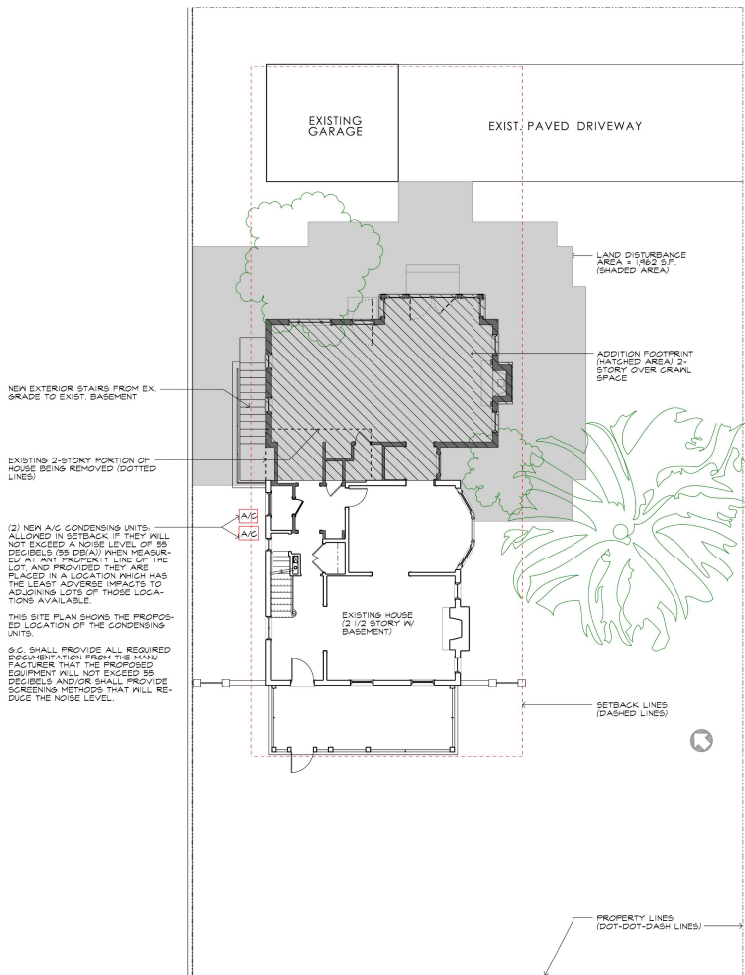 EXISTING
GARAGE
EXIST. PAVED DRIVEWAY
LAND DISTURBANCE
AREA = 1,962 S.F.
(SHADED AREA)
ADDITION FOOTPRINT
(HATCHED AREA) 2-
STORY OVER CRAWL
SPACE
NEW EXTERIOR STAIRS FROM EX.
GRADE TO EXIST. BASEMENT
EXISTING 2-STORY PORTION OF
HOUSE BEING REMOVED (DOTTED
LINES)
A/C
A/C
(2) NEW A/C CONDENSING UNITS;
ALLOWED IN SETBACK IF THEY WILL
NOT EXCEED A NOISE LEVEL OF 55
DECIBELS (55 DB(A)) WHEN MEASUR-
ED AT ANY PROPERTY LINE OF THE
LOT, AND PROVIDED THEY ARE
PLACED IN A LOCATION WHICH HAS
THE LEAST ADVERSE IMPACTS TO
ADJOINING LOTS OF THOSE LOCA-
TIONS AVAILABLE.
THIS SITE PLAN SHOWS THE PROPOS-
ED LOCATION OF THE CONDENSING
UNITS.
G.C. SHALL PROVIDE ALL REQUIRED
DOCUMENTATION FROM THE MANU
FACTURER THAT THE PROPOSED
EQUIPMENT WILL NOT EXCEED 55
DECIBELS AND/OR SHALL PROVIDE
SCREENING METHODS THAT WILL RE-
DUCE THE NOISE LEVEL.
EXISTING HOUSE
(2 1/2 STORY W/
BASEMENT)
SETBACK LINES
(DASHED LINES)
PROPERTY LINES
(DOT-DOT-DASH LINES)